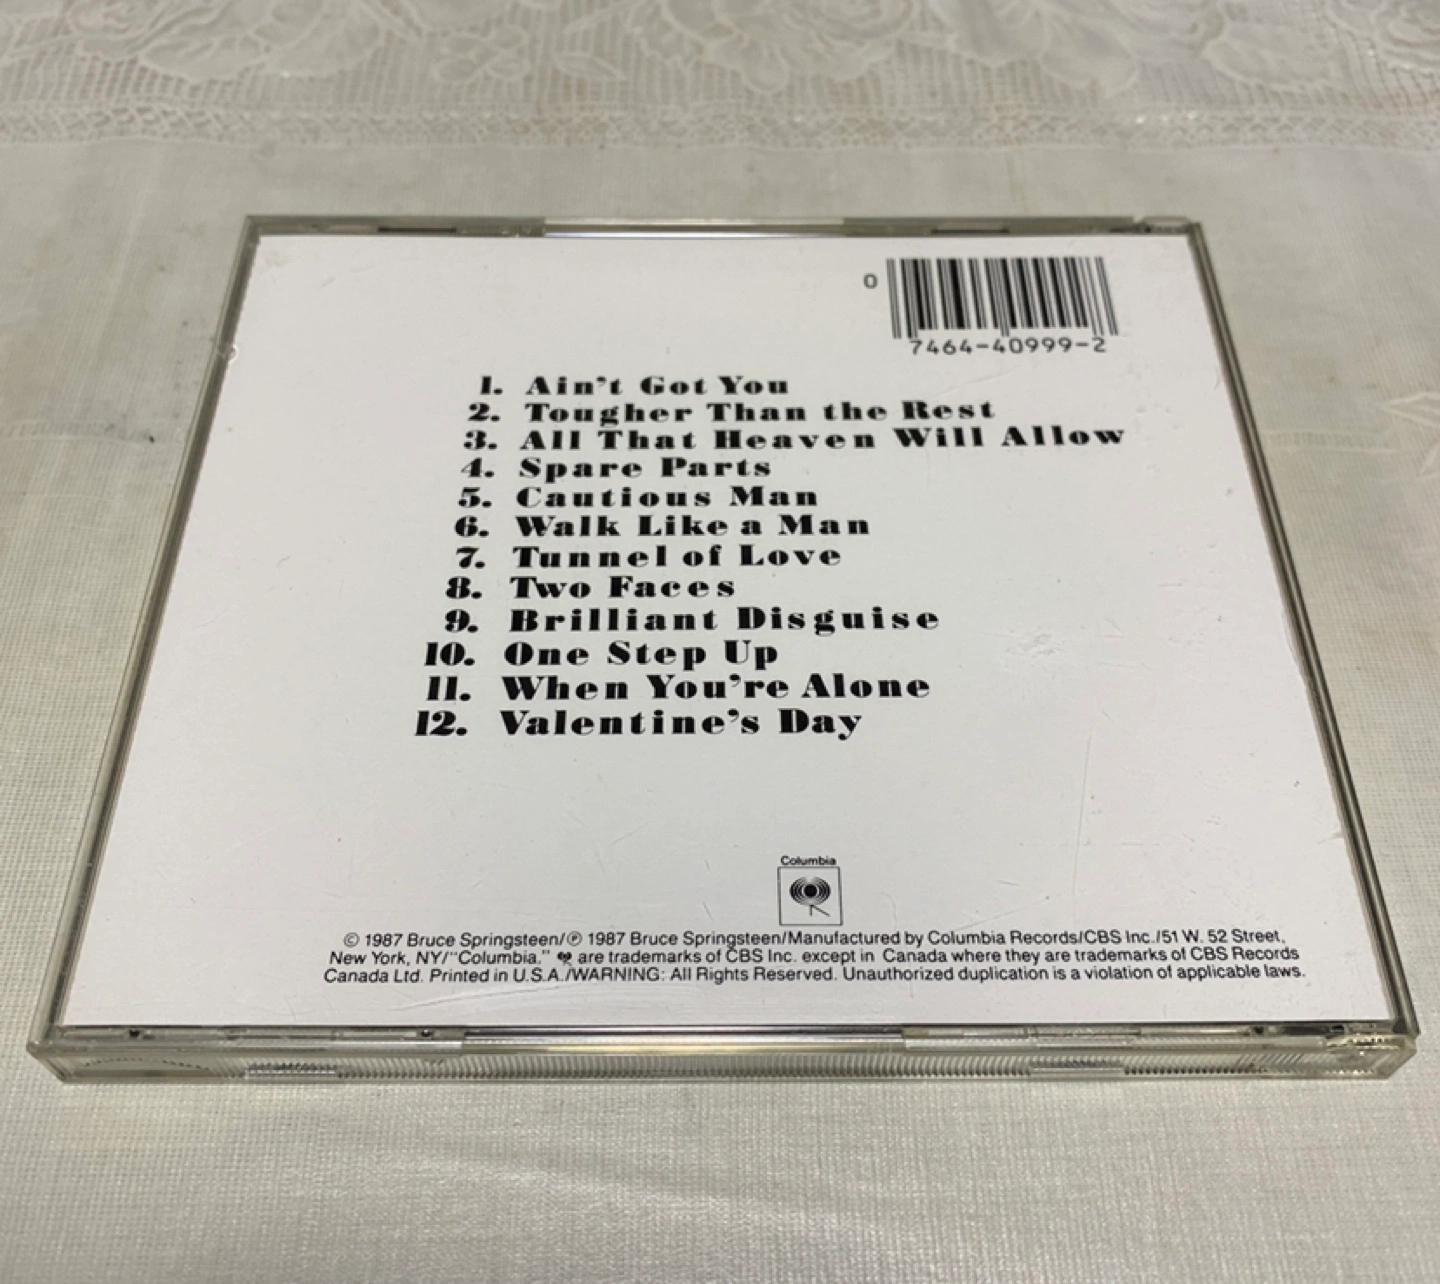 0
7464-40999-2
1. Ain't Got You
2. Tougher Than the Rest
3. All That Heaven Will Allow
4. Spare Parts
5. Cautious Man
6. Walk Like a Man
7. Tunnel of Love
8. Two Faces
9. Brilliant Disguise
10. One Step Up
11. When You're Alone
12. Valentine's Day
Columbia
© 1987 Bruce Springsteen/℗ 1987 Bruce Springsteen/Manufactured by Columbia Records/CBS Inc./51 W. 52 Street,
New York, NY/"Columbia." are trademarks of CBS Inc. except in Canada where they are trademarks of CBS Records
Canada Ltd. Printed in U.S.A./WARNING: All Rights Reserved. Unauthorized duplication is a violation of applicable laws.